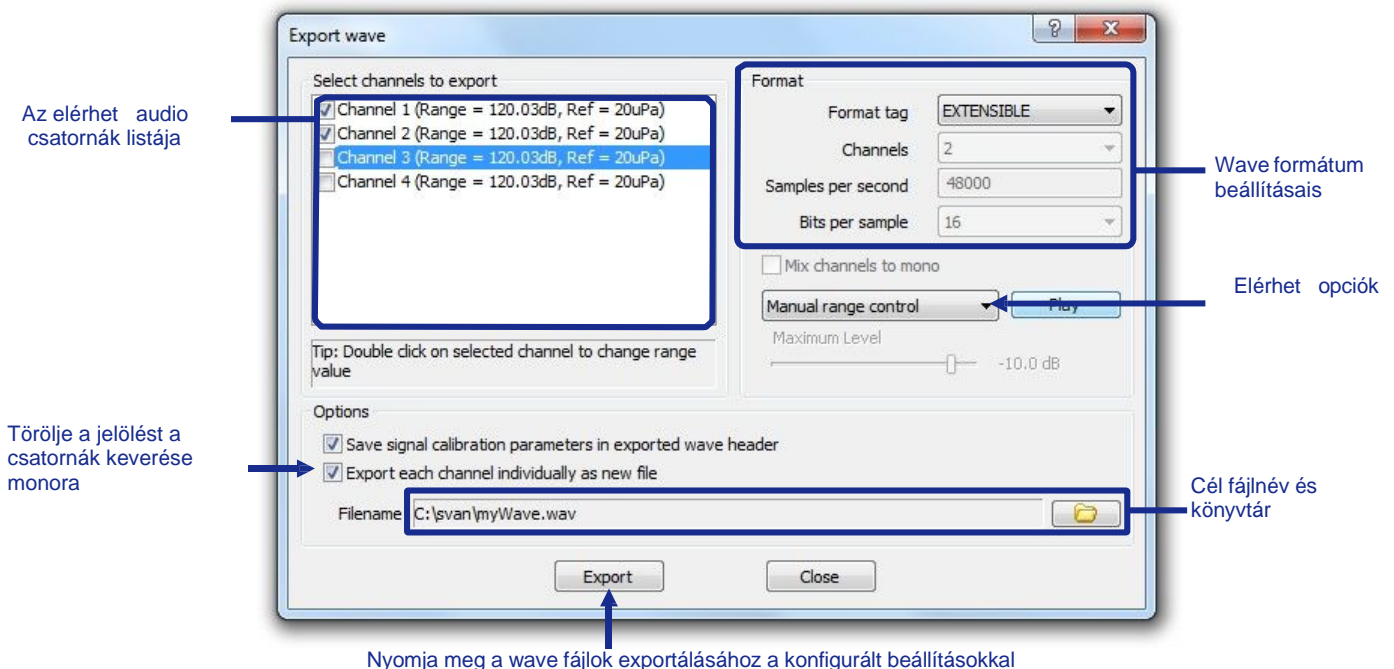 Export wave
Select channels to export
Channel 1 (Range = 120.03dB, Ref = 20uPa)
Channel 2 (Range = 120.03dB, Ref = 20uPa)
Channel 3 (Range = 120.03dB, Ref = 20uPa)
Channel 4 (Range = 120.03dB, Ref = 20uPa)
Tip: Double click on selected channel to change range
value
Format
Format tag EXTENSIBLE
Channels 2
Samples per second 48000
Bits per sample 16
Mix channels to mono
Manual range control Play
Maximum Level
-10.0 dB
Options
Save signal calibration parameters in exported wave header
Export each channel individually as new file
Filename C:\svan\myWave.wav
Export Close
Az elérhet audio
csatornák listája
Wave formátum
beállításais
Elérhet opciók
Törölje a jelölést a
csatornák keverése
monora
Cél fájlnév és
könyvtár
Nyomja meg a wave fájlok exportálásához a konfigurált beállításokkal